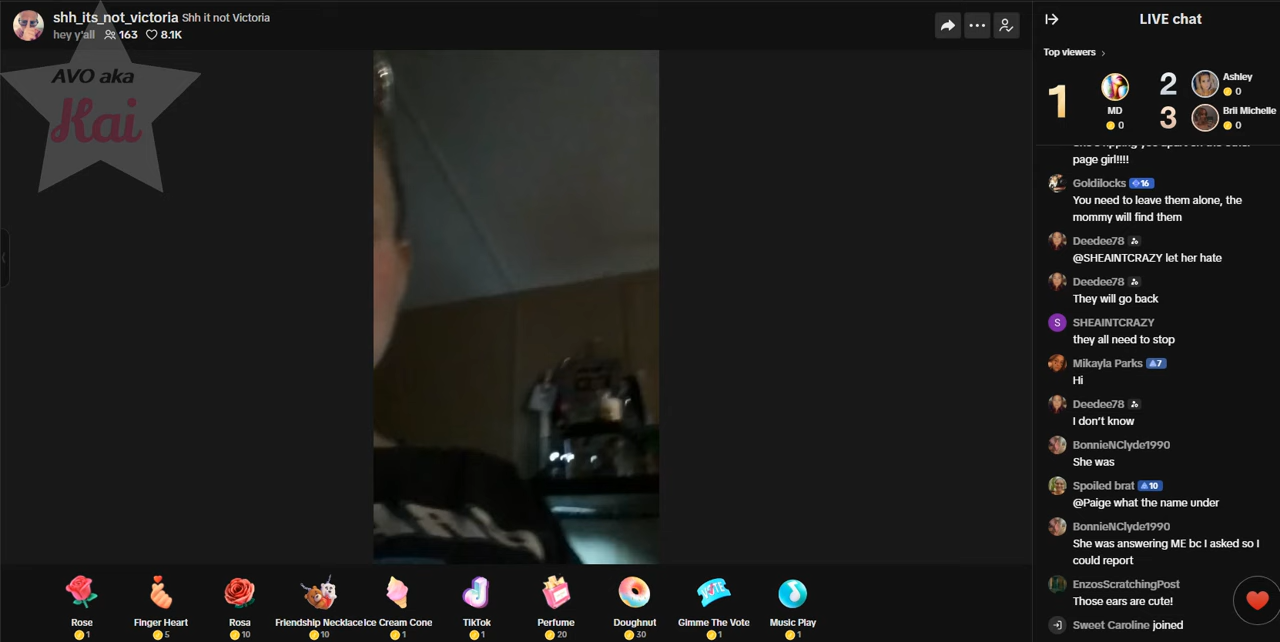 shh_its_not_victoria Shh it not Victoria
hey y'all 163 8.1K
AVO aka
Kai
LIVE chat
Top viewers
1
MD
0
2
Ashley
0
3
Bril Michelle
0
page girl!!!!
Goldilocks 16
You need to leave them alone, the
mommy will find them
Deedee78
@SHEAINTCRAZY let her hate
Deedee78
They will go back
S SHEAINTCRAZY
they all need to stop
Mikayla Parks 7
Hi
Deedee78
I don't know
BonnieNClyde1990
She was
Spoiled brat 10
@Paige what the name under
BonnieNClyde1990
She was answering ME bc I asked so I
could report
EnzosScratchingPost
Those ears are cute!
Sweet Caroline joined
VOTE
Rose Finger Heart Rosa Friendship Necklace Ice Cream Cone TikTok Perfume Doughnut Gimme The Vote Music Play
1 5 10 10 1 1 20 30 1 1